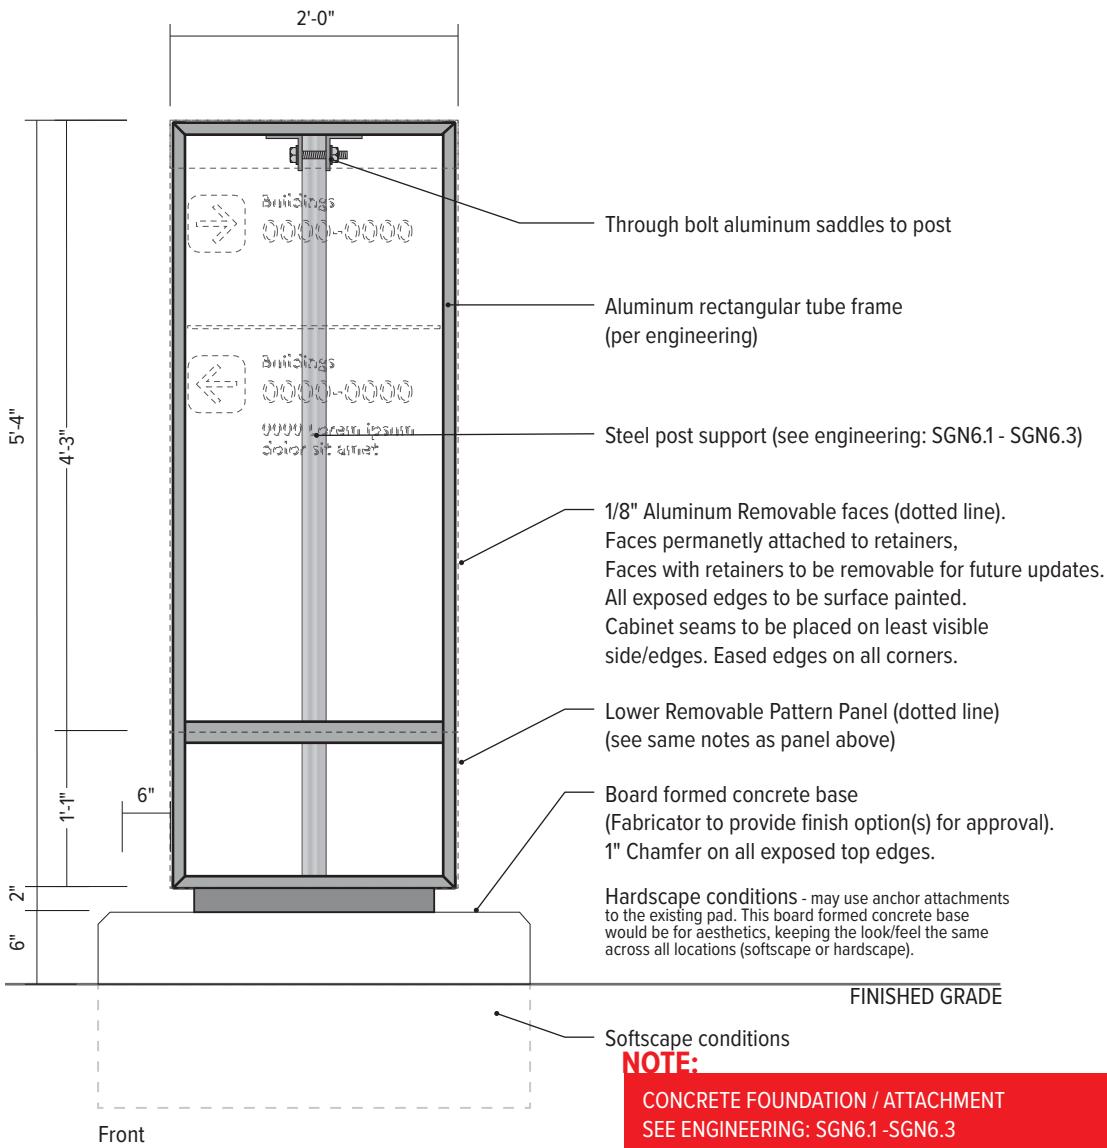 2'-0"
Buildings
0000-0000
Through bolt aluminum saddles to post
Aluminum rectangular tube frame
(per engineering)
Buildings
0000-0000
0000 Lorem ipsum
dolor sit amet
Steel post support (see engineering: SGN6.1 - SGN6.3)
5'-4"
4'-3"
1/8" Aluminum Removable faces (dotted line).
Faces permanetly attached to retainers,
Faces with retainers to be removable for future updates.
All exposed edges to be surface painted.
Cabinet seams to be placed on least visible
side/edges. Eased edges on all corners.
Lower Removable Pattern Panel (dotted line)
(see same notes as panel above)
6"
1'-1"
Board formed concrete base
(Fabricator to provide finish option(s) for approval).
1" Chamfer on all exposed top edges.
2"
6"
Hardscape conditions - may use anchor attachments
to the existing pad. This board formed concrete base
would be for aesthetics, keeping the look/feel the same
across all locations (softscape or hardscape).
FINISHED GRADE
Softscape conditions
NOTE:
CONCRETE FOUNDATION / ATTACHMENT
SEE ENGINEERING: SGN6.1 -SGN6.3
Front